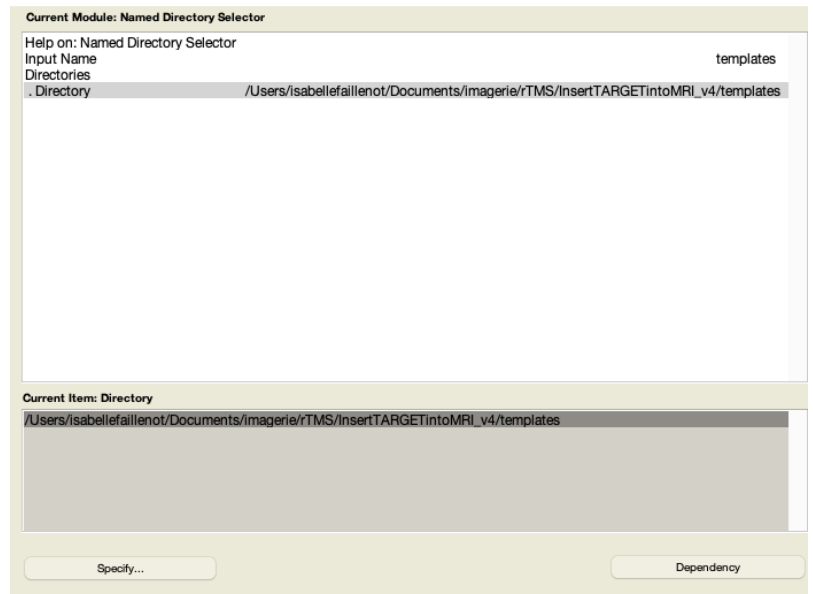 Current Module: Named Directory Selector
Help on: Named Directory Selector
Input Name templates
Directories
. Directory /Users/isabellefaillenot/Documents/imagerie/rTMS/InsertTARGETintoMRI_v4/templates
Current Item: Directory
/Users/isabellefaillenot/Documents/imagerie/rTMS/InsertTARGETintoMRI_v4/templates
Specify... Dependency